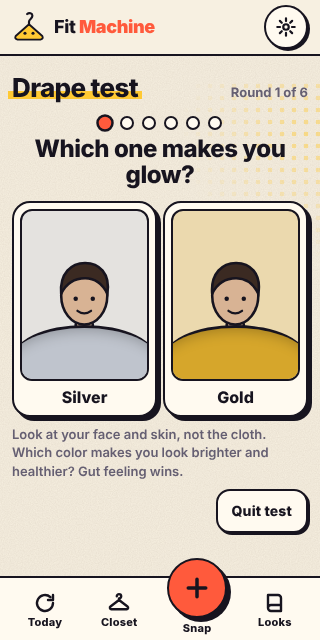 Fit Machine
Drape test
Round 1 of 6
Which one makes you
glow?
Silver
Gold
Look at your face and skin, not the cloth.
Which color makes you look brighter and
healthier? Gut feeling wins.
Quit test
Today
Closet
Snap
Looks